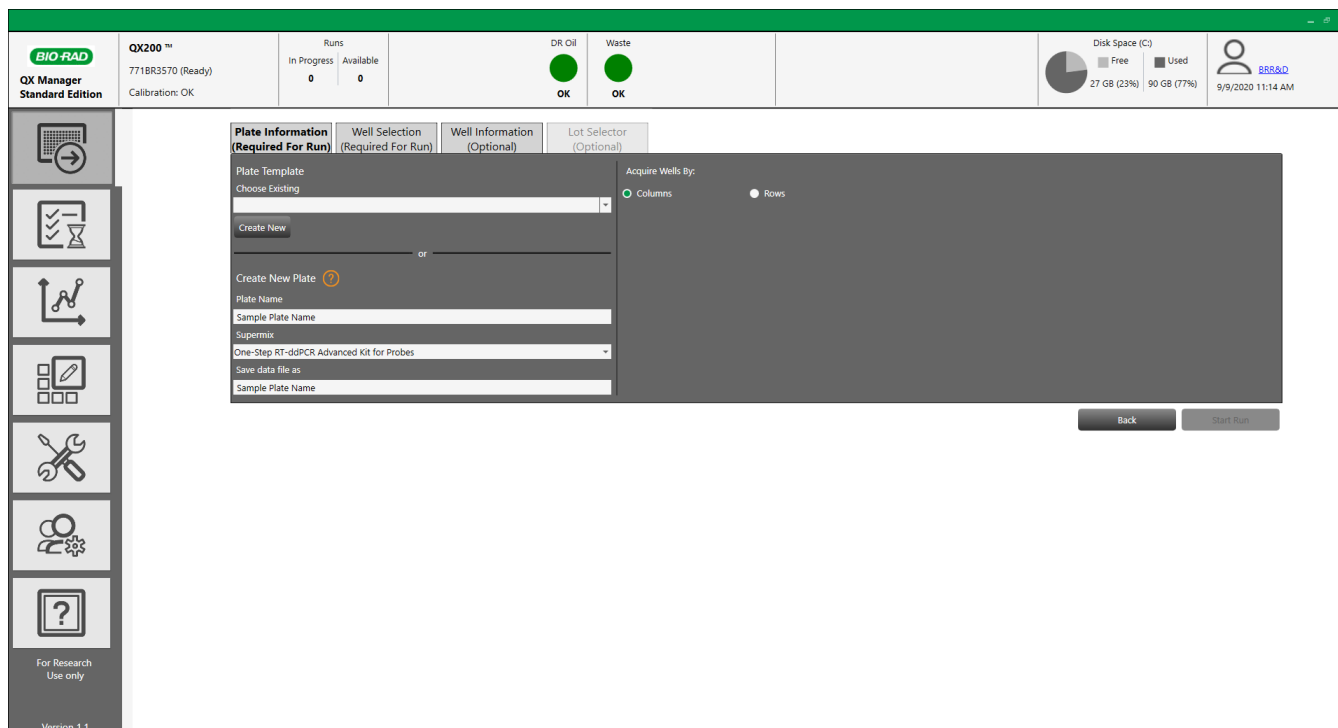 BIO-RAD
QX Manager
Standard Edition
QX200 ™
771BR3570 (Ready)
Calibration: OK
Runs
In Progress Available
0 0
DR Oil
OK
Waste
OK
Disk Space (C:)
Free Used
27 GB (23%) 90 GB (77%)
BRR&D
9/9/2020 11:14 AM
Plate Information
(Required For Run)
Well Selection
(Required For Run)
Well Information
(Optional)
Lot Selector
(Optional)
Plate Template
Choose Existing
Create New
or
Create New Plate ?
Plate Name
Sample Plate Name
Supermix
One-Step RT-ddPCR Advanced Kit for Probes
Save data file as
Sample Plate Name
Acquire Wells By:
Columns Rows
Back Start Run
?
For Research
Use only
Version 1.1